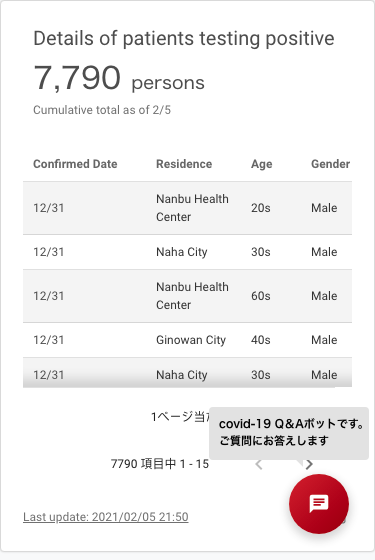 Details of patients testing positive
7,790 persons
Cumulative total as of 2/5
Confirmed Date Residence Age Gender
12/31 Nanbu Health Center 20s Male
12/31 Naha City 30s Male
12/31 Nanbu Health Center 60s Male
12/31 Ginowan City 40s Male
12/31 Naha City 30s Male
1ページ当
covid-19 Q&Aボットです。
ご質問にお答えします
7790 項目中 1 - 15
Last update: 2021/02/05 21:50